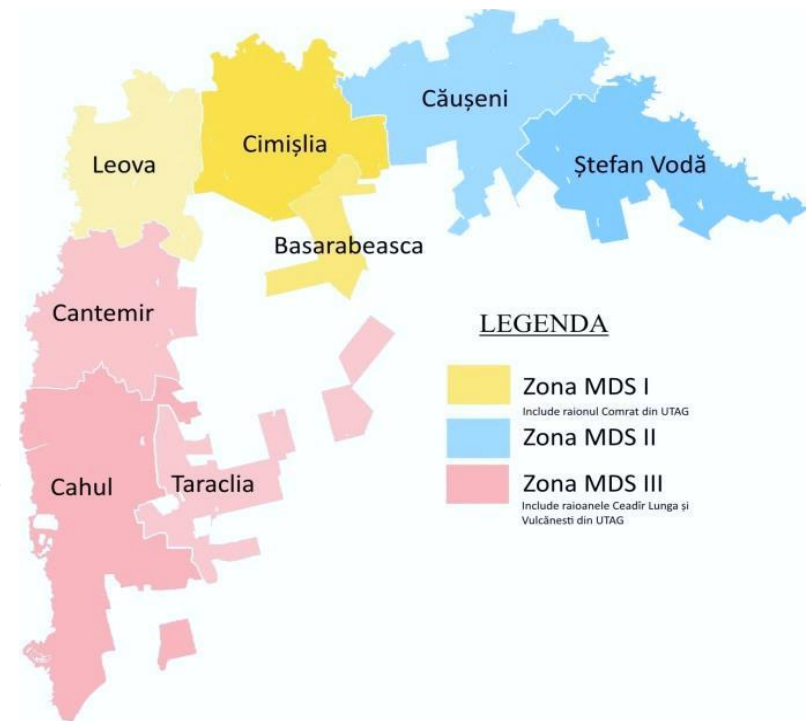 Căușeni
Cimișlia
Leova
Ștefan Vodă
Basarabeasca
Cantemir
Cahul
Taraclia
LEGENDA
Zona MDS I
Include raionul Comrat din UTAG
Zona MDS II
Zona MDS III
Include raioanele Ceadîr Lunga și
Vulcănesti din UTAG